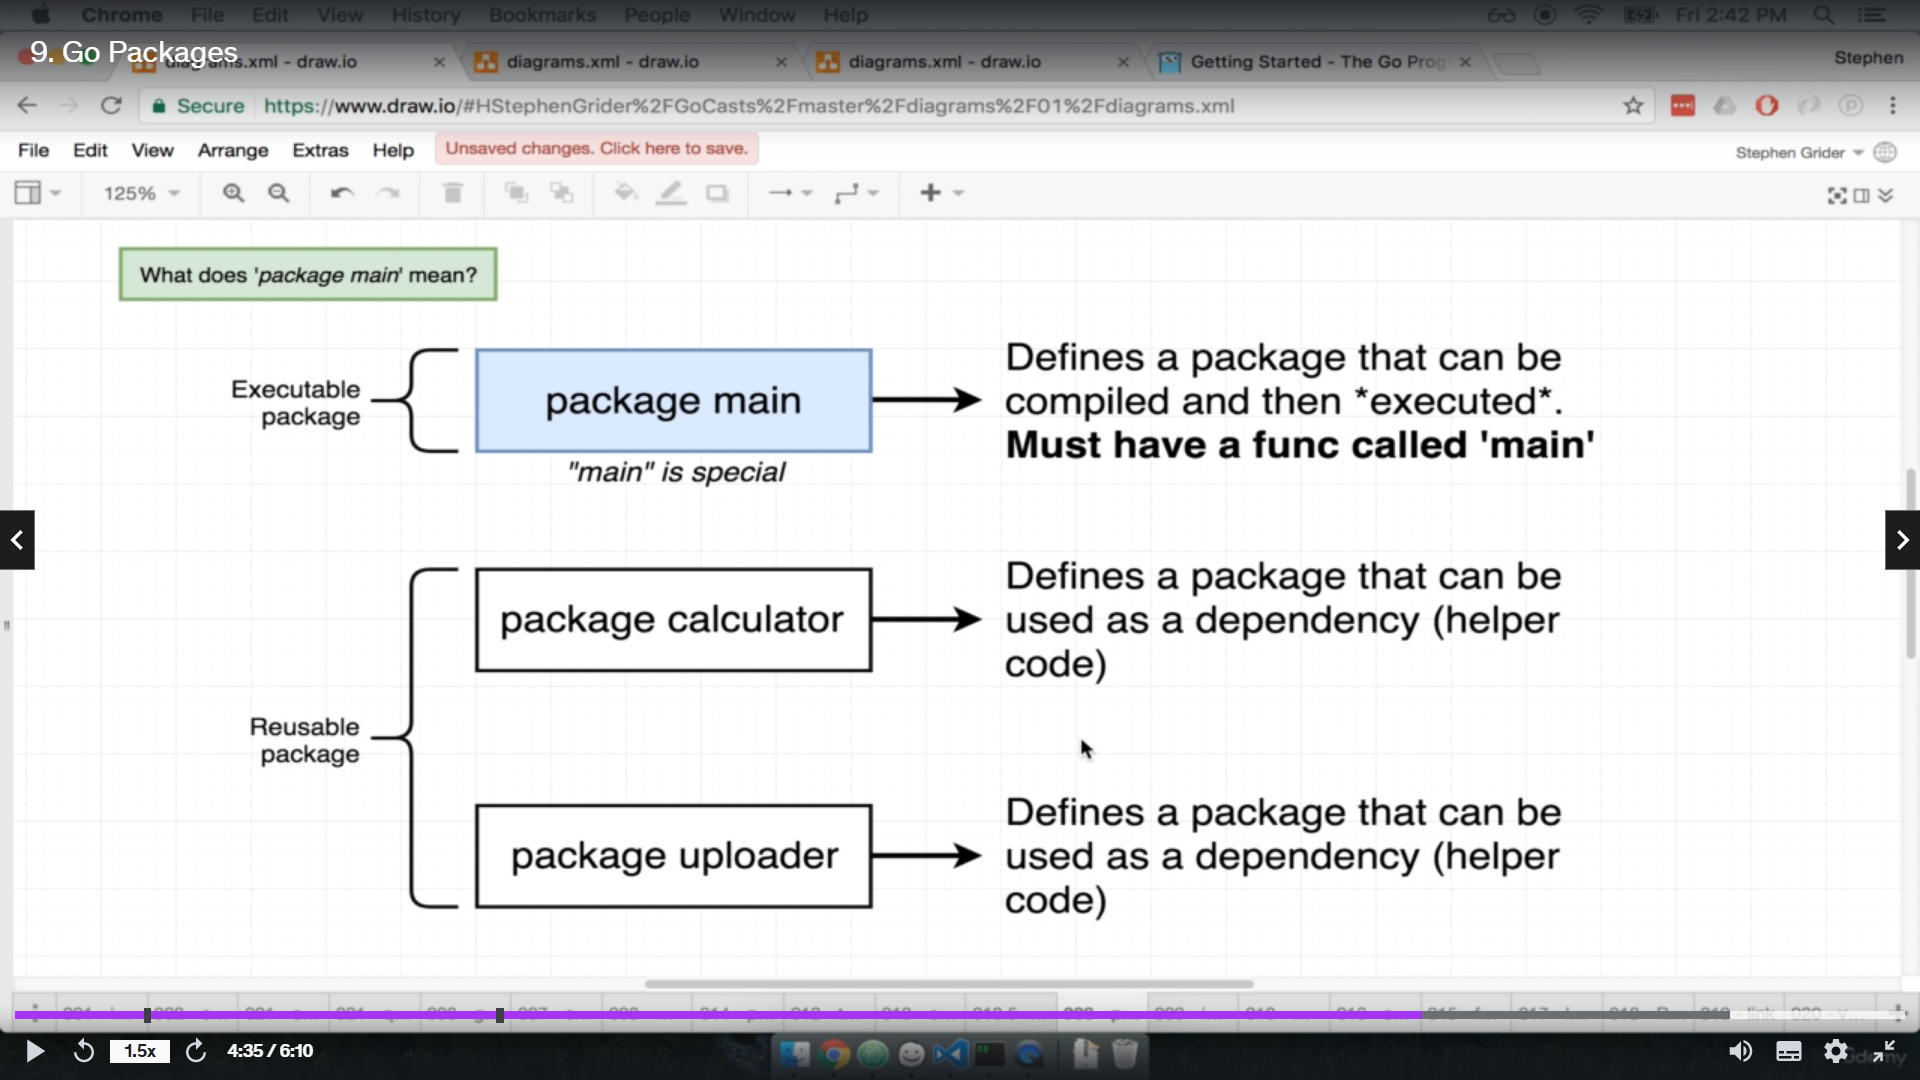 Chrome File Edit View History Bookmarks People Window Help Fri 2:42 PM
9. Go Packages
diagrams.xml - draw.io
diagrams.xml - draw.io
diagrams.xml - draw.io
Getting Started - The Go Prog
Stephen
Secure https://www.draw.io/#HStephenGrider%2FGoCasts%2Fmaster%2Fdiagrams%2F01%2Fdiagrams.xml
File Edit View Arrange Extras Help Unsaved changes. Click here to save. Stephen Grider
125%
What does 'package main' mean?
Executable
package
package main
"main" is special
Defines a package that can be
compiled and then *executed*.
Must have a func called 'main'
Reusable
package
package calculator
Defines a package that can be
used as a dependency (helper
code)
package uploader
Defines a package that can be
used as a dependency (helper
code)
1.5x 4:35 / 6:10